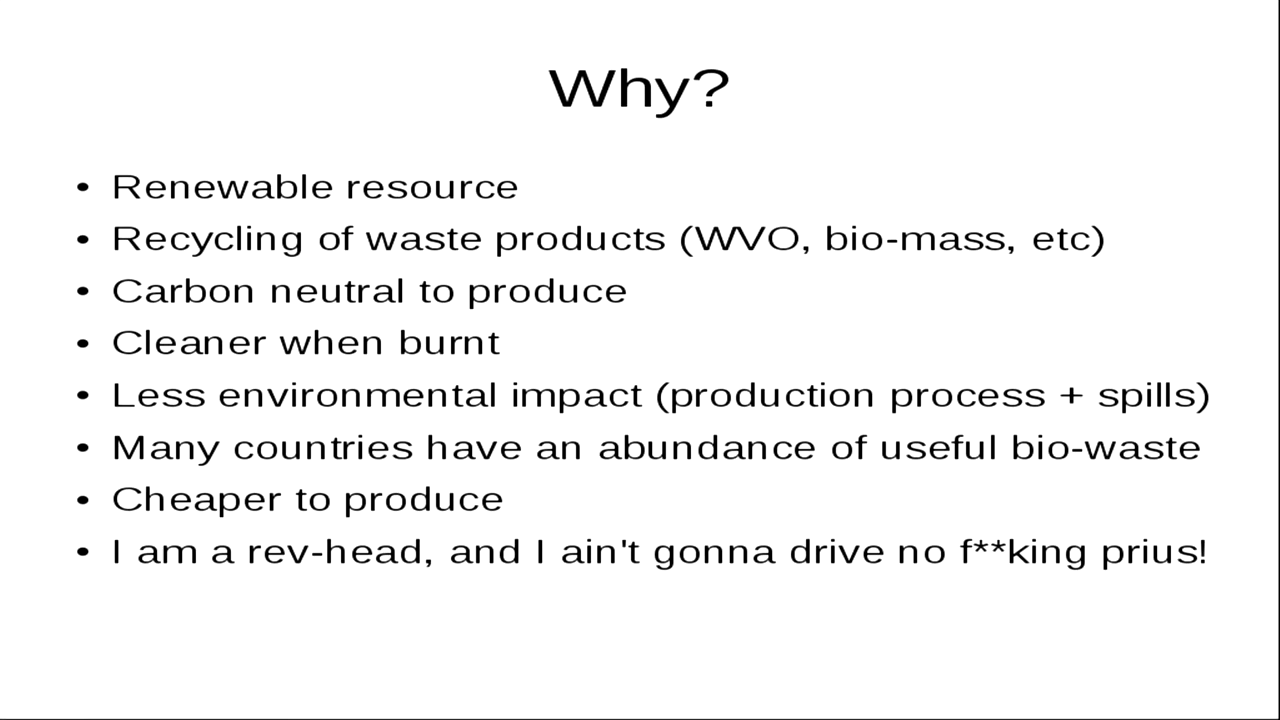 Why?
• Renewable resource
• Recycling of waste products (WVO, bio-mass, etc)
• Carbon neutral to produce
• Cleaner when burnt
• Less environmental impact (production process + spills)
• Many countries have an abundance of useful bio-waste
• Cheaper to produce
• I am a rev-head, and I ain't gonna drive no f**king prius!